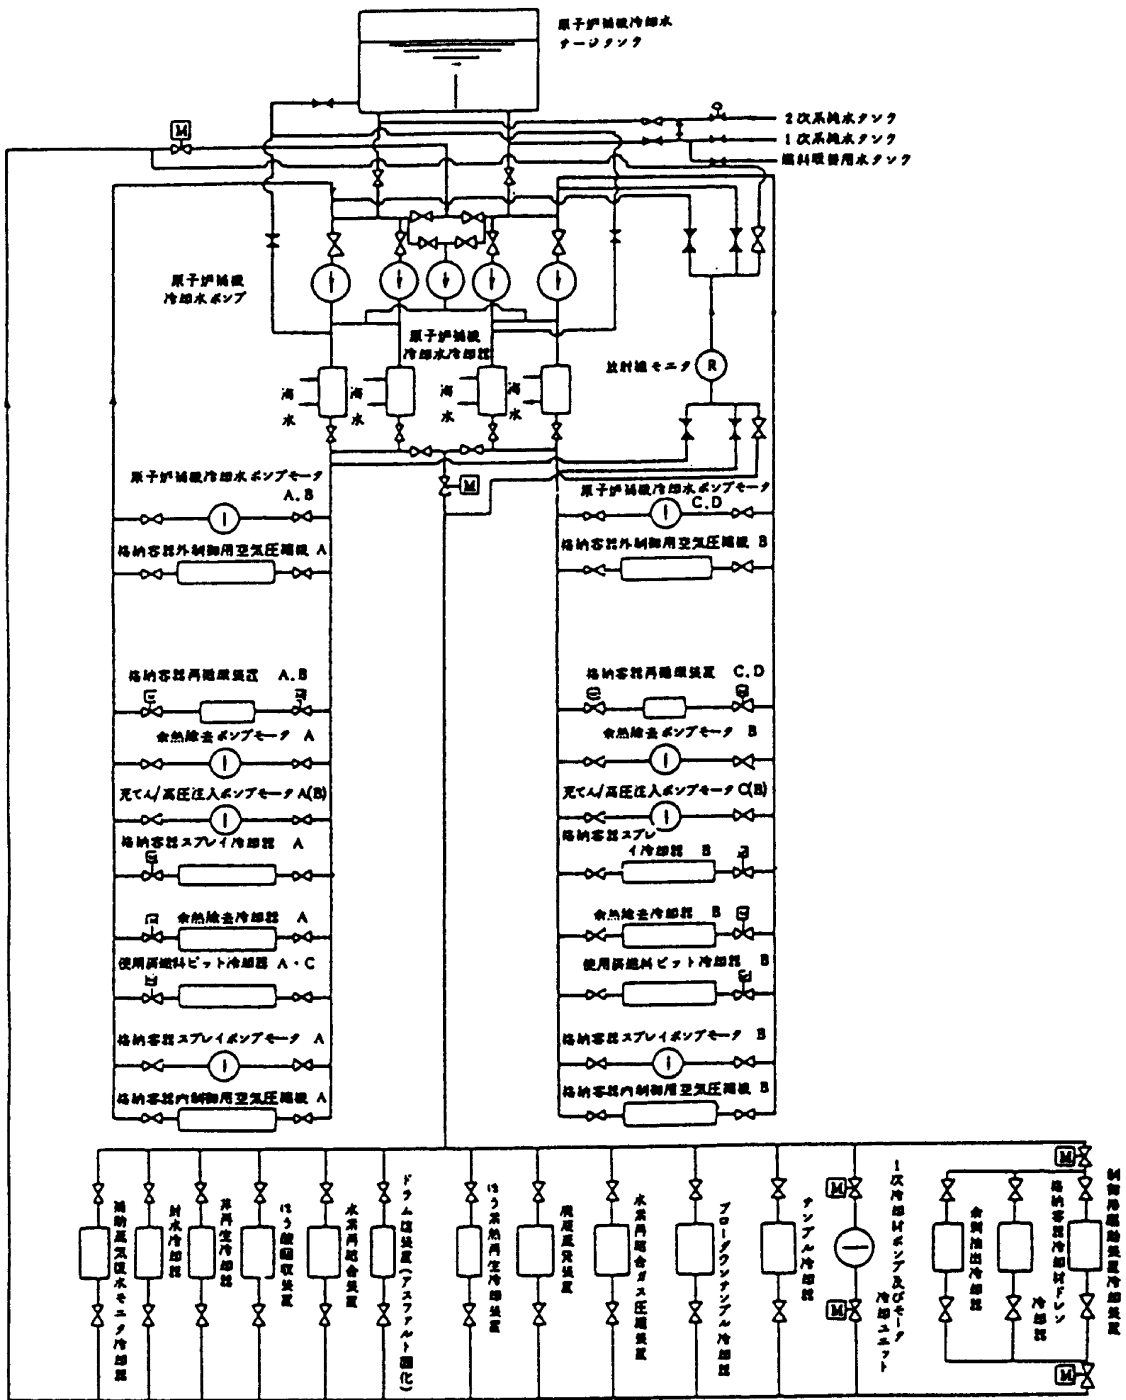 原子炉補機冷却水
サージタンク
M
2次系純水タンク
1次系純水タンク
燃料取替用水タンク
原子炉補機
冷却水ポンプ
原子炉補機
冷却水冷却器
放射線モニタ
R
海水
海水
海水
海水
M
原子炉補機冷却水ポンプモータ
A.B
原子炉補機冷却水ポンプモータ
C.D
格納容器外制御用空気圧縮機 A
格納容器外制御用空気圧縮機 B
格納容器再循環装置 A.B
格納容器再循環装置 C.D
余熱除去ポンプモータ A
余熱除去ポンプモータ B
充てん/高圧注入ポンプモータA(B)
充てん/高圧注入ポンプモータC(B)
格納容器スプレイ冷却器 A
格納容器スプレ
イ冷却器 B
余熱除去冷却器 A
余熱除去冷却器 B
使用済燃料ピット冷却器 A・C
使用済燃料ピット冷却器 B
格納容器スプレイポンプモータ A
格納容器スプレイポンプモータ B
格納容器内制御用空気圧縮機 A
格納容器内制御用空気圧縮機 B
補助蒸気復水モニタ冷却器
封水冷却器
非再生冷却器
ほう酸回収装置
水素再結合装置
ドラム詰装置(アスファルト固化)
ほう素熱再生冷却装置
廃液蒸発装置
水素再結合ガス圧縮装置
ブローダウンサンプル冷却器
サンプル冷却器
M
M
1次冷却材ポンプ及びモータ
冷却ユニット
余剰抽出冷却器
格納容器冷却材ドレン
冷却器
M
M
制御棒駆動装置冷却装置